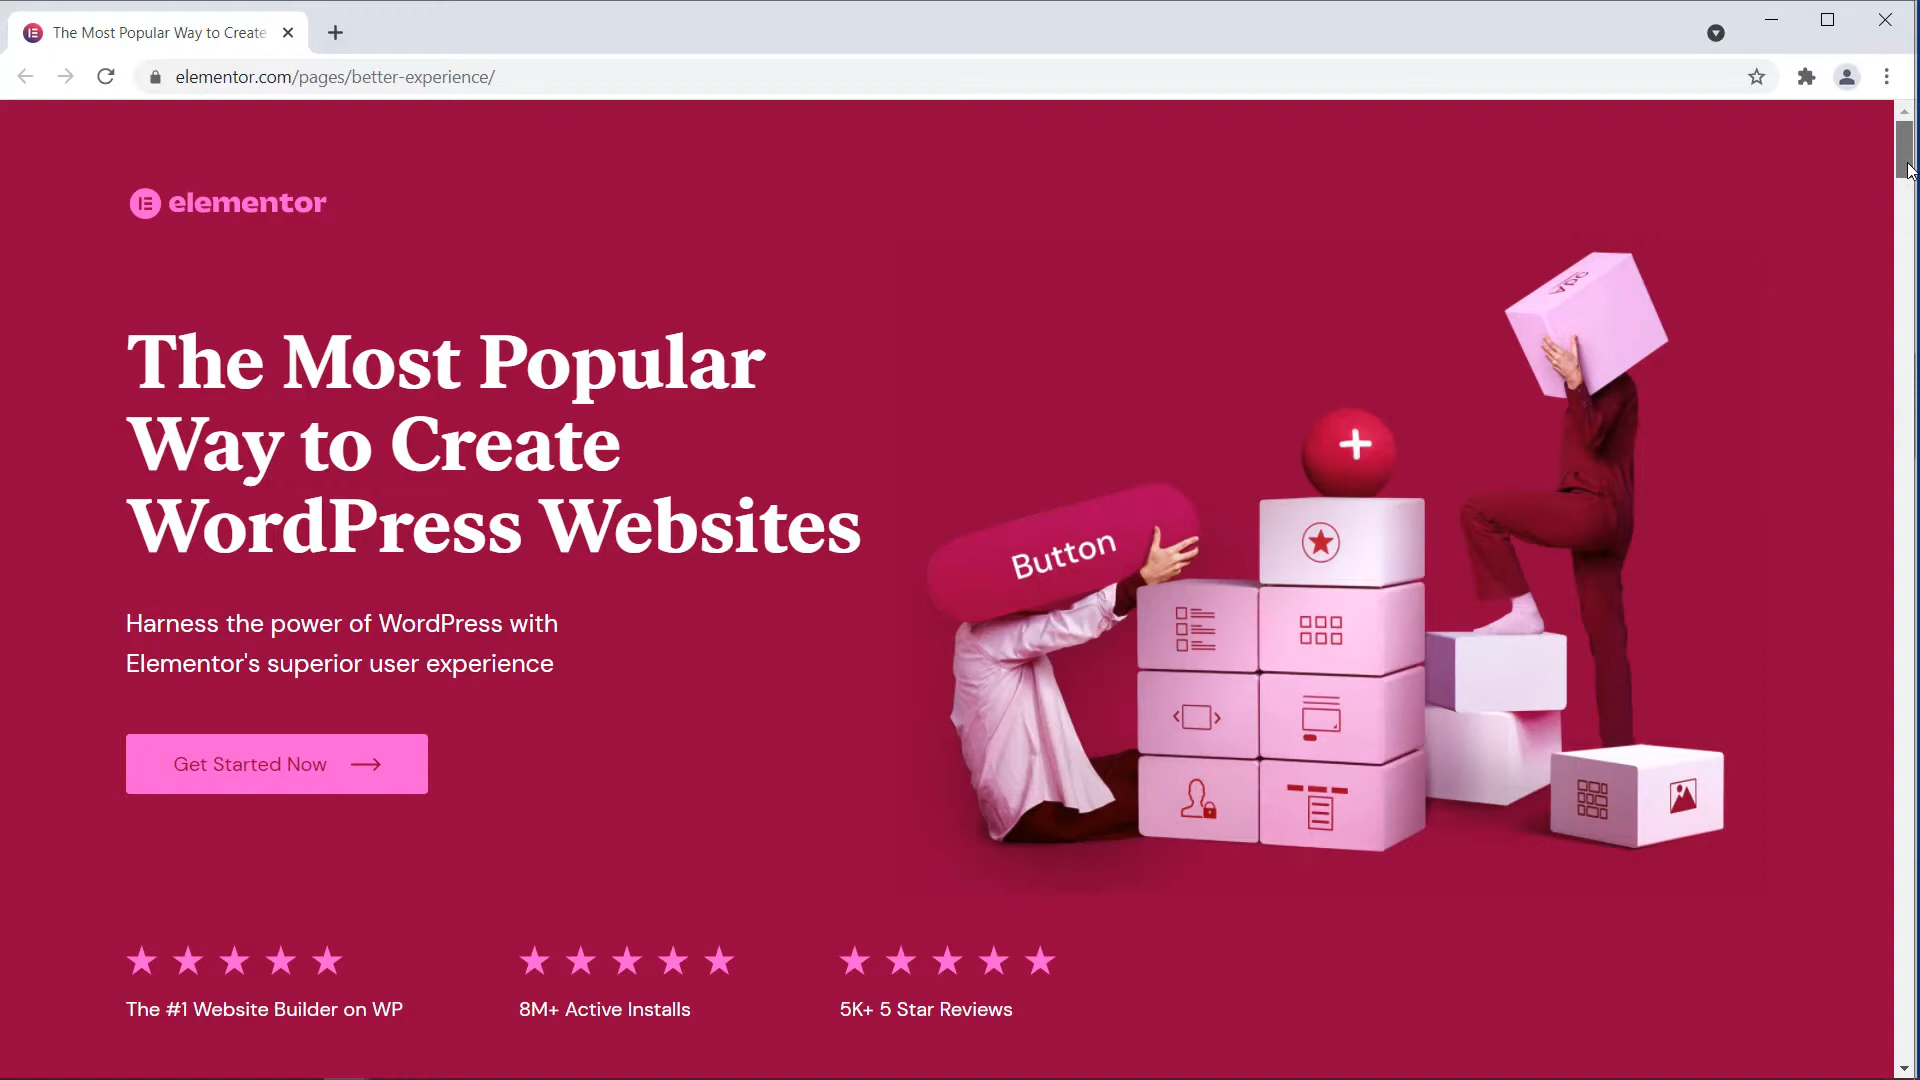 The Most Popular Way to Create
elementor.com/pages/better-experience/
elementor
The Most Popular
Way to Create
WordPress Websites
Harness the power of WordPress with
Elementor's superior user experience
Get Started Now
App
Button
The #1 Website Builder on WP
8M+ Active Installs
5K+ 5 Star Reviews